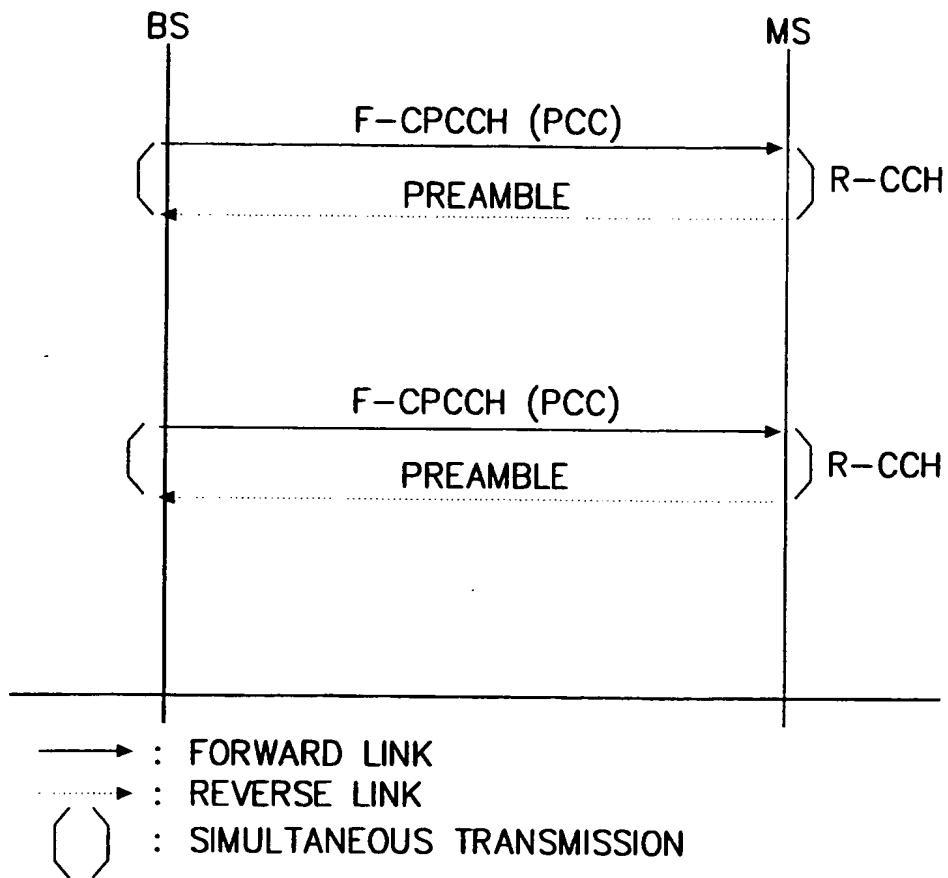 BS MS
F-CPCCH (PCC)
PREAMBLE
R-CCH
F-CPCCH (PCC)
PREAMBLE
R-CCH
: FORWARD LINK
: REVERSE LINK
: SIMULTANEOUS TRANSMISSION